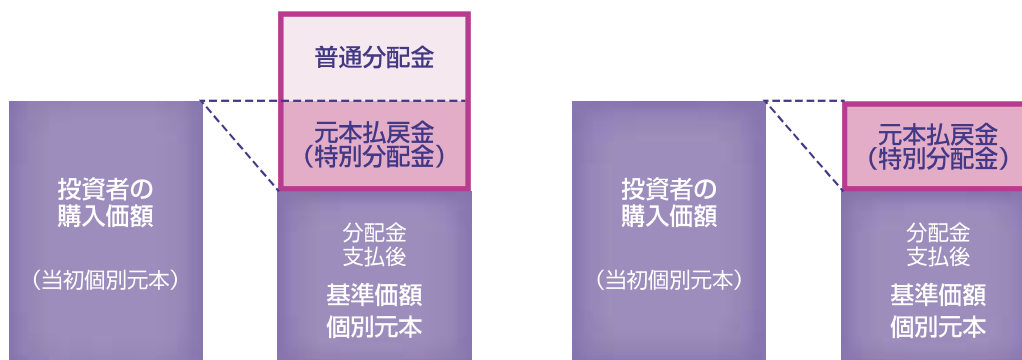 普通分配金
元本払戻金
（特別分配金）
投資者の
購入価額
（当初個別元本）
分配金
支払後
基準価額
個別元本
元本払戻金
（特別分配金）
投資者の
購入価額
（当初個別元本）
分配金
支払後
基準価額
個別元本